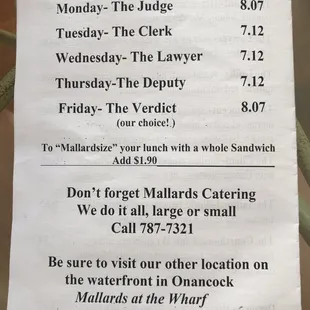 Monday- The Judge 8.07
Tuesday- The Clerk 7.12
Wednesday- The Lawyer 7.12
Thursday-The Deputy 7.12
Friday- The Verdict 8.07
(our choice! )
To “Mallardsize” your lunch with a whole Sandwich
Add $1.90
Don’t forget Mallards Catering
We do it all, large or small
Call 787-7321
Be sure to visit our other location on
the waterfront in Onancock
Mallards at the Wharf